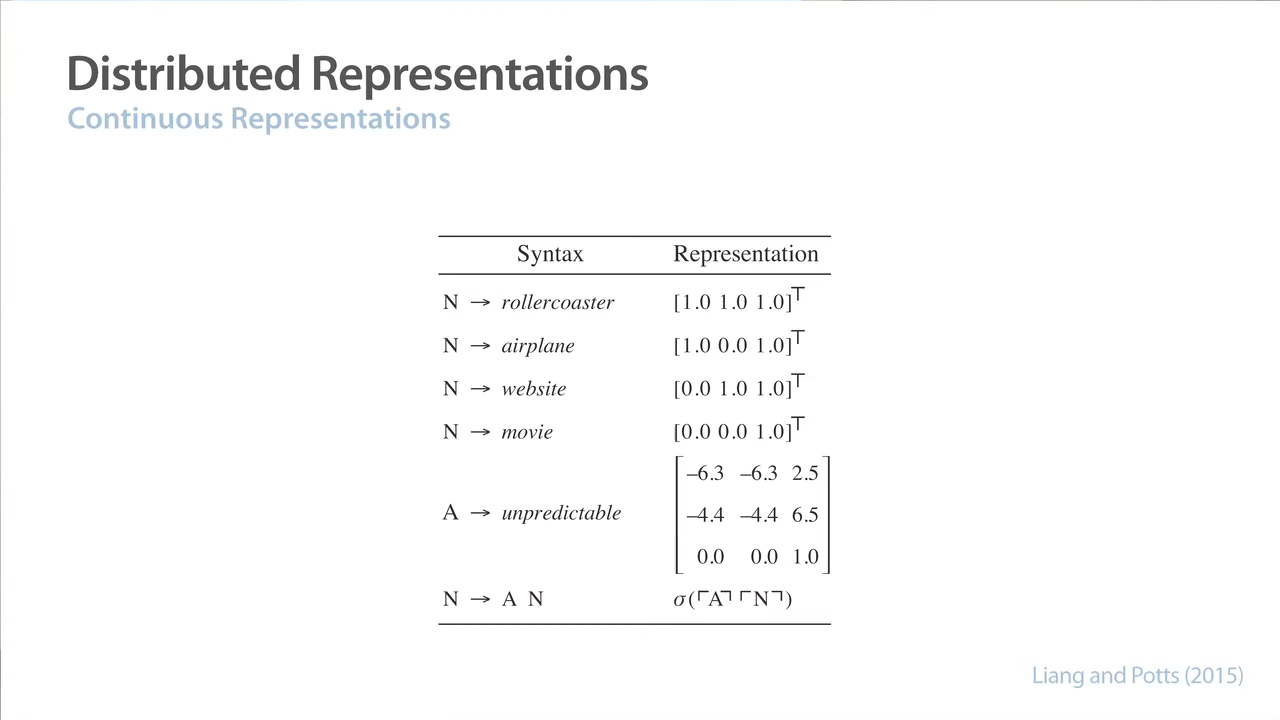 Distributed Representations
Continuous Representations
Syntax Representation
N → rollercoaster [1.0 1.0 1.0]⊤
N → airplane [1.0 0.0 1.0]⊤
N → website [0.0 1.0 1.0]⊤
N → movie [0.0 0.0 1.0]⊤
–6.3 –6.3 2.5
A → unpredictable –4.4 –4.4 6.5
0.0 0.0 1.0
N → A N σ(⌜A⌝ ⌜N⌝)
Liang and Potts (2015)